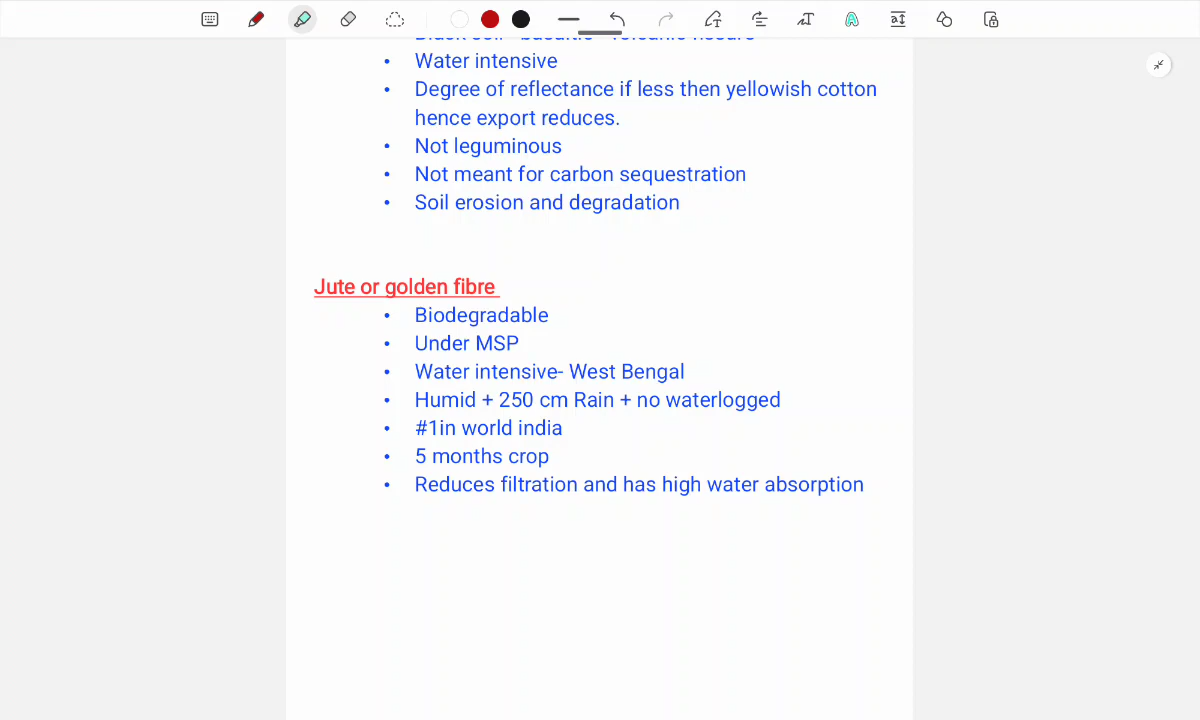 • Water intensive
• Degree of reflectance if less then yellowish cotton
hence export reduces.
• Not leguminous
• Not meant for carbon sequestration
• Soil erosion and degradation
Jute or golden fibre
• Biodegradable
• Under MSP
• Water intensive- West Bengal
• Humid + 250 cm Rain + no waterlogged
• #1in world india
• 5 months crop
• Reduces filtration and has high water absorption